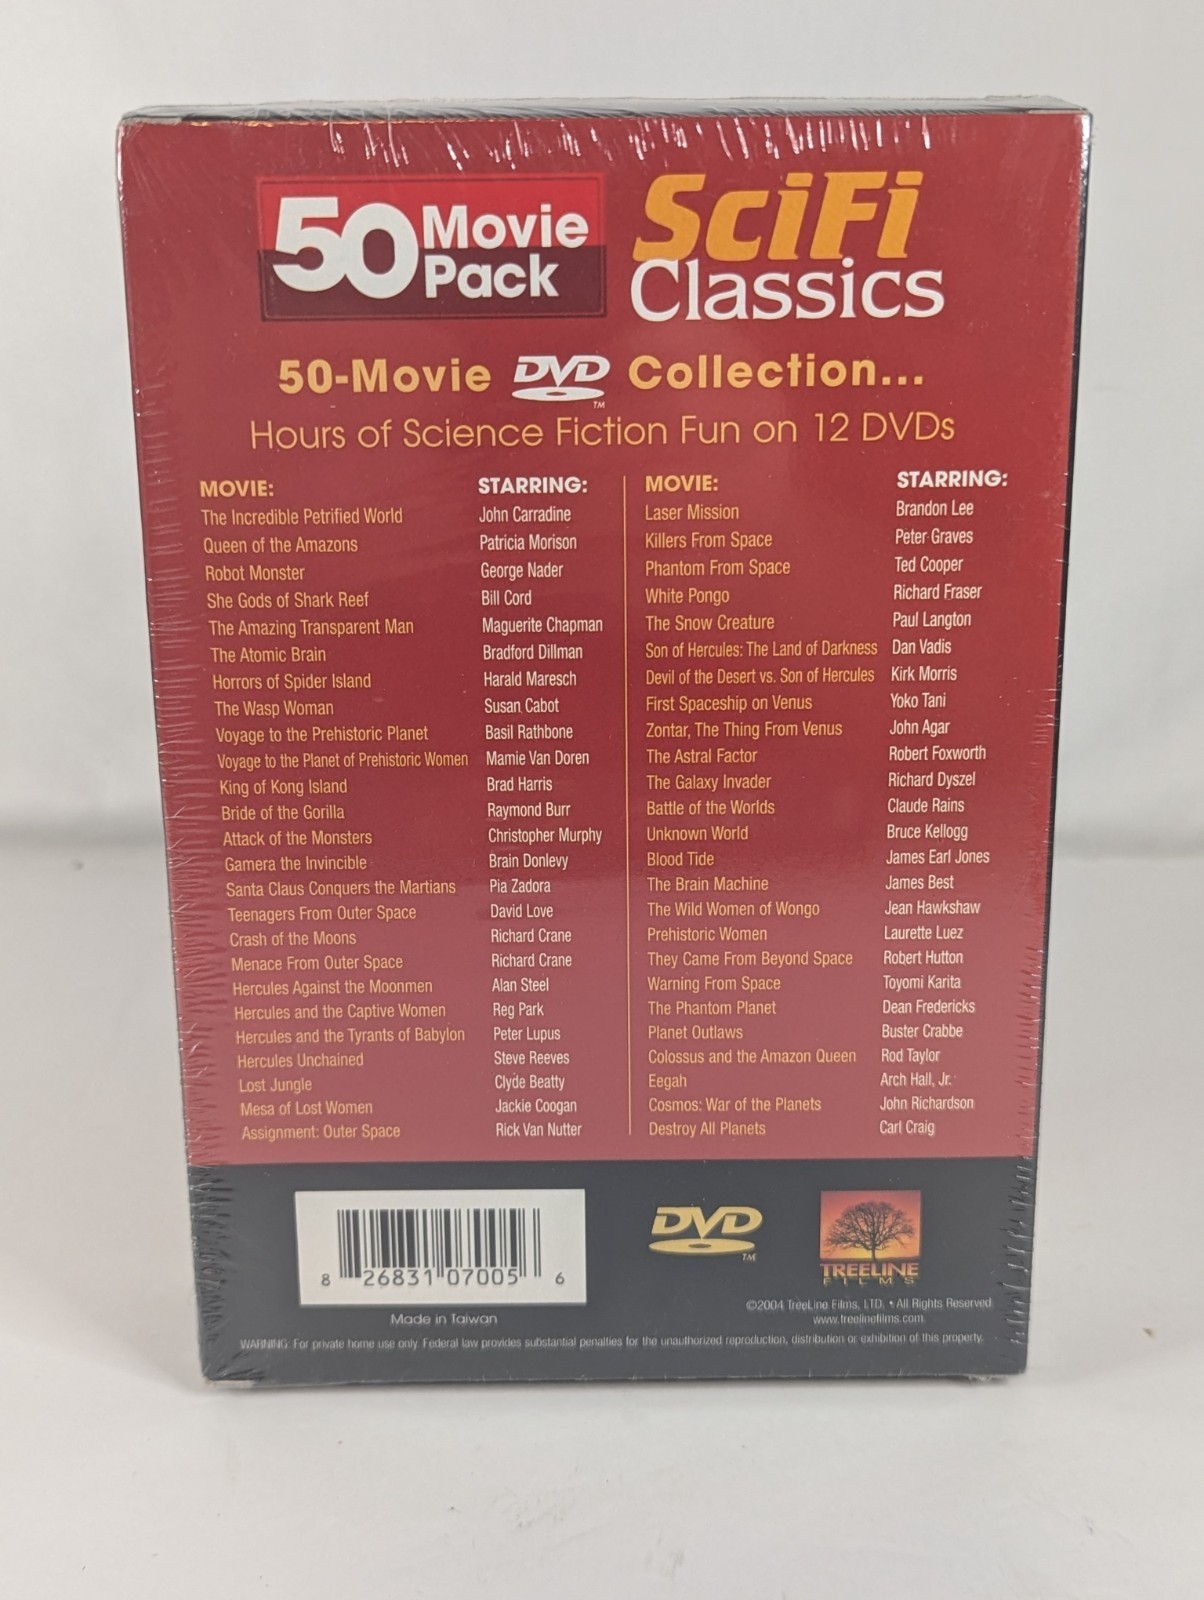 50 Movie Pack
SciFi
Classics
50-Movie DVD™ Collection...
Hours of Science Fiction Fun on 12 DVDs
MOVIE: STARRING:
The Incredible Petrified World John Carradine
Queen of the Amazons Patricia Morison
Robot Monster George Nader
She Gods of Shark Reef Bill Cord
The Amazing Transparent Man Maguerite Chapman
The Atomic Brain Bradford Dillman
Horrors of Spider Island Harald Maresch
The Wasp Woman Susan Cabot
Voyage to the Prehistoric Planet Basil Rathbone
Voyage to the Planet of Prehistoric Women Mamie Van Doren
King of Kong Island Brad Harris
Bride of the Gorilla Raymond Burr
Attack of the Monsters Christopher Murphy
Gamera the Invincible Brain Donlevy
Santa Claus Conquers the Martians Pia Zadora
Teenagers From Outer Space David Love
Crash of the Moons Richard Crane
Menace From Outer Space Richard Crane
Hercules Against the Moonmen Alan Steel
Hercules and the Captive Women Reg Park
Hercules and the Tyrants of Babylon Peter Lupus
Hercules Unchained Steve Reeves
Lost Jungle Clyde Beatty
Mesa of Lost Women Jackie Coogan
Assignment: Outer Space Rick Van Nutter
MOVIE: STARRING:
Laser Mission Brandon Lee
Killers From Space Peter Graves
Phantom From Space Ted Cooper
White Pongo Richard Fraser
The Snow Creature Paul Langton
Son of Hercules: The Land of Darkness Dan Vadis
Devil of the Desert vs. Son of Hercules Kirk Morris
First Spaceship on Venus Yoko Tani
Zontar, The Thing From Venus John Agar
The Astral Factor Robert Foxworth
The Galaxy Invader Richard Dyszel
Battle of the Worlds Claude Rains
Unknown World Bruce Kellogg
Blood Tide James Earl Jones
The Brain Machine James Best
The Wild Women of Wongo Jean Hawkshaw
Prehistoric Women Laurette Luez
They Came From Beyond Space Robert Hutton
Warning From Space Toyomi Karita
The Phantom Planet Dean Fredericks
Planet Outlaws Buster Crabbe
Colossus and the Amazon Queen Rod Taylor
Eegah Arch Hall, Jr.
Cosmos: War of the Planets John Richardson
Destroy All Planets Carl Craig
8 26831 07005 6
Made in Taiwan
DVD™
TREELINE
FILMS
©2004 TreeLine Films, LTD. • All Rights Reserved
www.treelinefilms.com
WARNING: For private home use only. Federal law provides substantial penalties for the unauthorized reproduction, distribution or exhibition of this property.